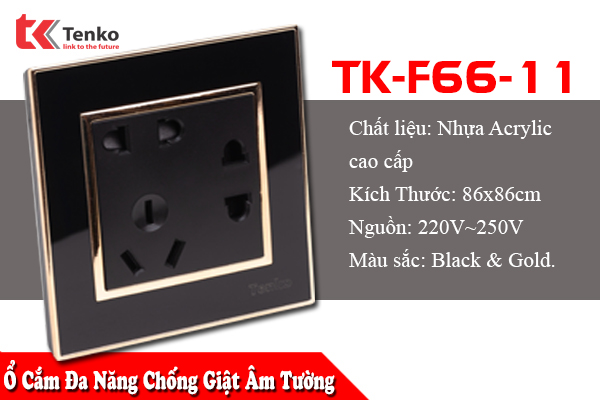 Tenko
link to the future
TK-F66-11
Chất liệu: Nhựa Acrylic
cao cấp
Kích Thước: 86x86cm
Nguồn: 220V~250V
Màu sắc: Black & Gold.
Tenko
Ổ Cắm Đa Năng Chống Giật Âm Tường